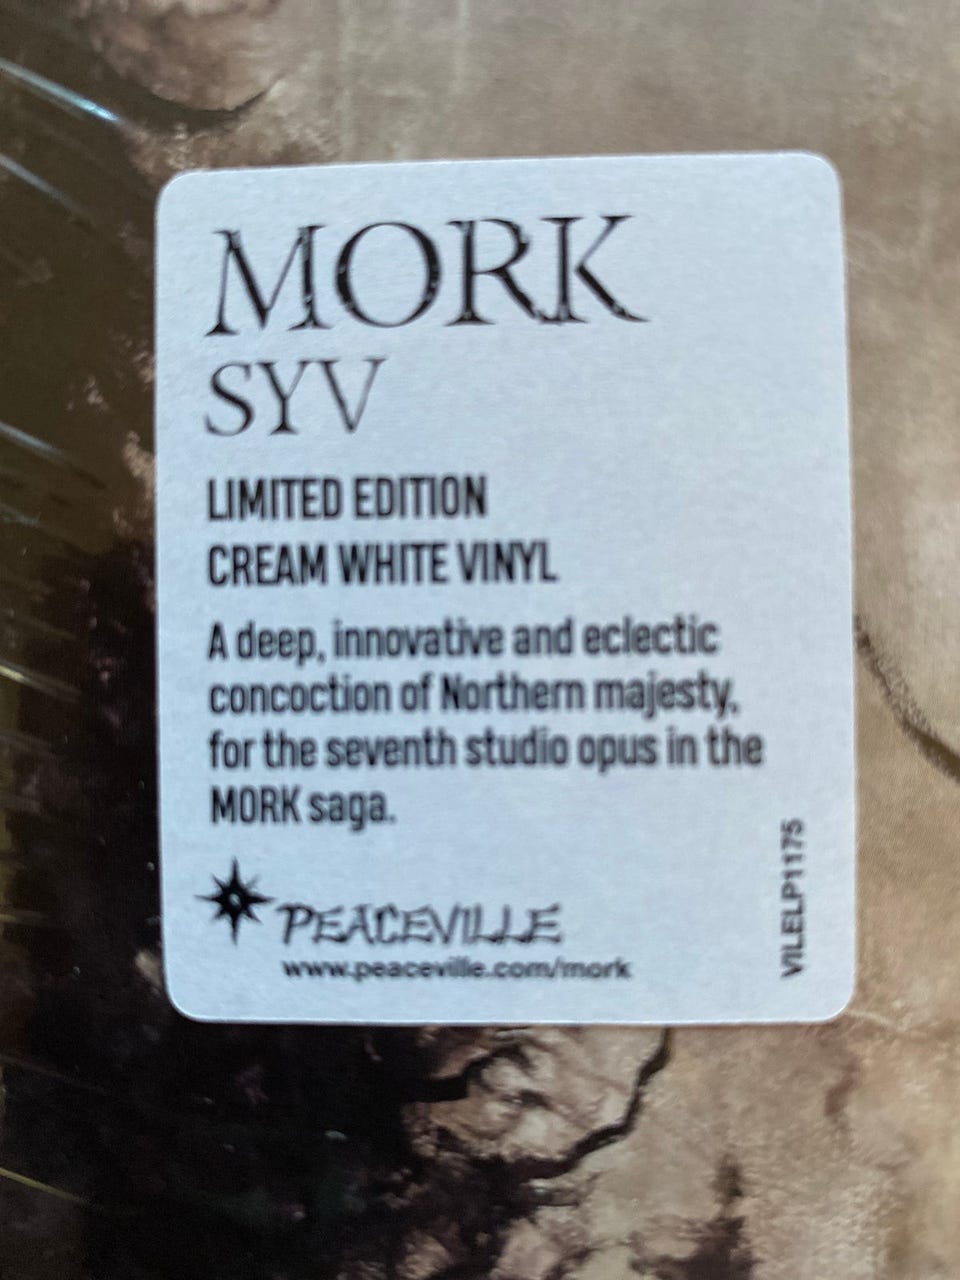 MORK
SYV
LIMITED EDITION
CREAM WHITE VINYL
A deep, innovative and eclectic
concoction of Northern majesty,
for the seventh studio opus in the
MORK saga.
PEACEVILLE
www.peaceville.com/mork
VILELP1175